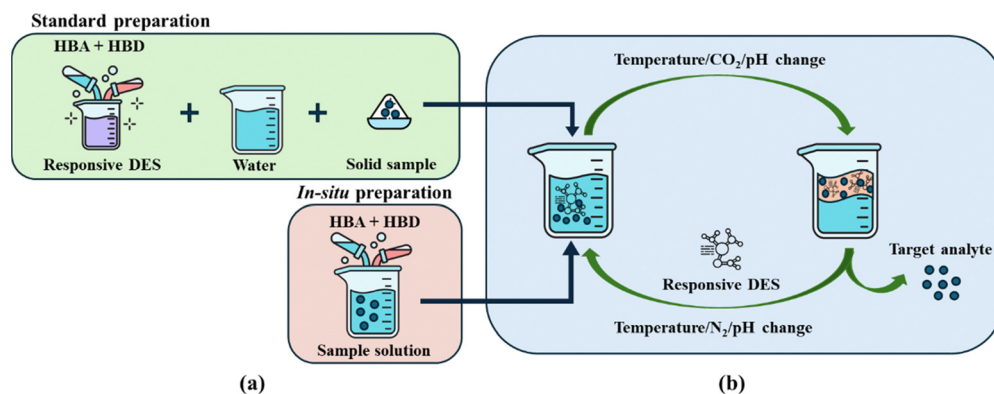 Standard preparation
HBA + HBD
+
+
Responsive DES
Water
Solid sample
In-situ preparation
HBA + HBD
Sample solution
(a)
Temperature/CO₂/pH change
Responsive DES
Target analyte
Temperature/N₂/pH change
(b)